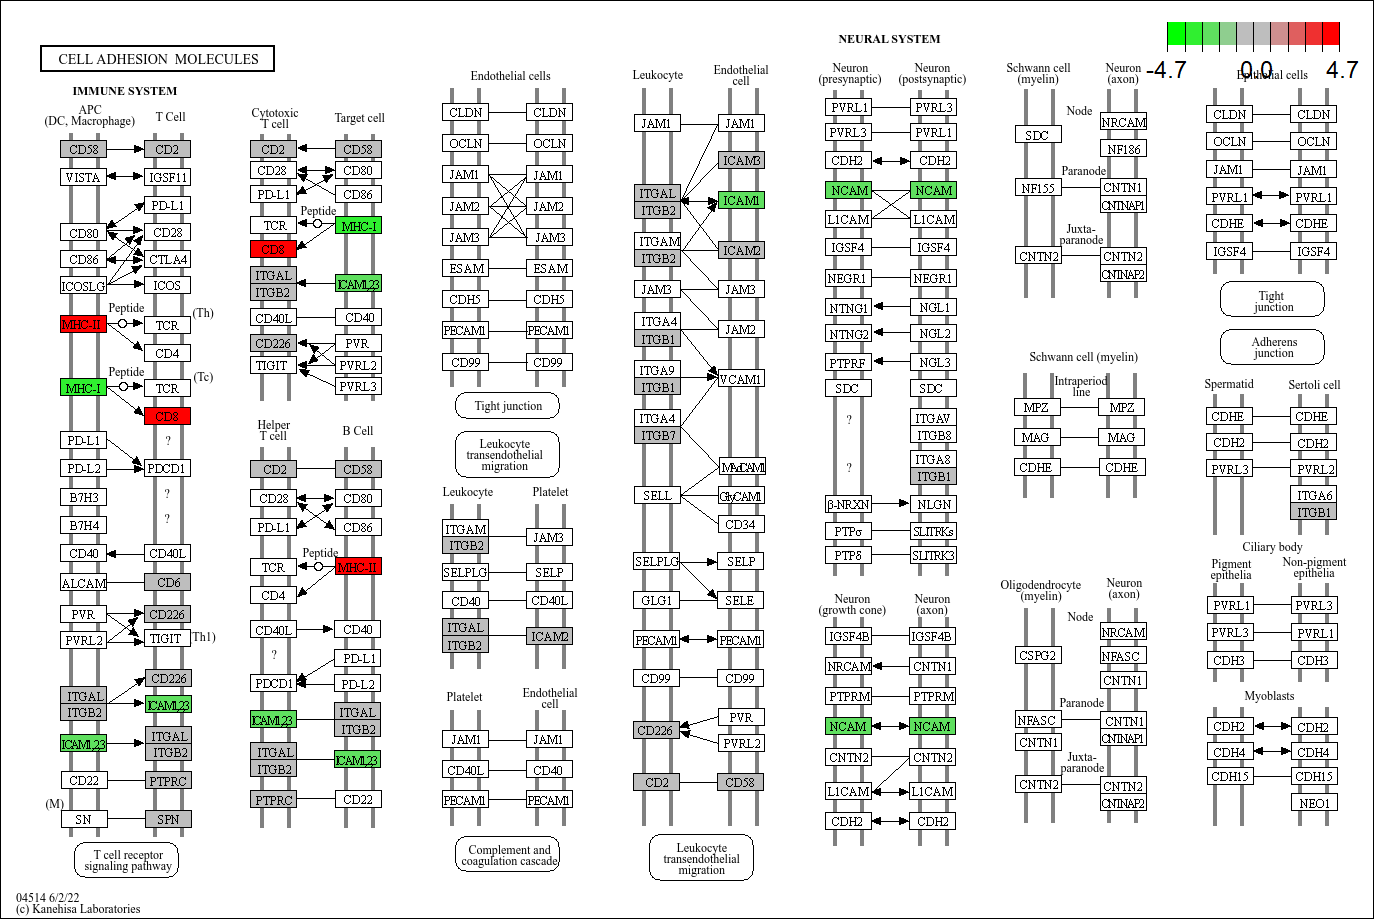 CELL ADHESION MOLECULES
NEURAL SYSTEM
-4.7
0.0
4.7
IMMUNE SYSTEM
APC
(DC, Macrophage)
T Cell
CD58
CD2
VISTA
IGSF11
PD-L1
CD80
CD28
CD86
CTLA4
ICOSLG
ICOS
Peptide
(Th)
MHC-II
TCR
CD4
Peptide
(Tc)
MHC-I
TCR
CD8
PD-L1
?
PD-L2
PDCD1
B7H3
?
B7H4
?
CD40
CD40L
ALCAM
CD6
PVR
CD226
PVRL2
TIGIT
Th1)
CD226
ITGAL
ITGB2
ICAM1,23
ICAM1,23
ITGAL
ITGB2
CD22
PTPRC
(M)
SN
SPN
T cell receptor
signaling pathway
Cytotoxic
T cell
Target cell
CD2
CD58
CD28
CD80
PD-L1
CD86
Peptide
TCR
MHC-I
CD8
ITGAL
ITGB2
ICAM1,23
CD40L
CD40
CD226
PVR
TIGIT
PVRL2
PVRL3
Helper
T cell
B Cell
CD2
CD58
CD28
CD80
PD-L1
CD86
Peptide
TCR
MHC-II
CD4
CD40L
CD40
?
PD-L1
PDCD1
PD-L2
ICAM1,23
ITGAL
ITGB2
ITGAL
ITGB2
ICAM1,23
PTPRC
CD22
Endothelial cells
CLDN
CLDN
OCLN
OCLN
JAM1
JAM1
JAM2
JAM2
JAM3
JAM3
ESAM
ESAM
CDH5
CDH5
PECAM1
PECAM1
CD99
CD99
Tight junction
Leukocyte
transendothelial
migration
Leukocyte
Platelet
ITGAM
ITGB2
JAM3
SELPLG
SELP
CD40
CD40L
ITGAL
ITGB2
ICAM2
Platelet
Endothelial
cell
JAM1
JAM1
CD40L
CD40
PECAM1
PECAM1
Complement and
coagulation cascade
Leukocyte
Endothelial
cell
JAM1
JAM1
ICAM3
ITGAL
ITGB2
ICAM1
ITGAM
ITGB2
ICAM2
JAM3
JAM3
ITGA4
ITGB1
JAM2
ITGA9
ITGB1
VCAM1
ITGA4
ITGB7
MAdCAM1
SELL
GlyCAM1
CD34
SELPLG
SELP
GLG1
SELE
PECAM1
PECAM1
CD99
CD99
PVR
CD226
PVRL2
CD2
CD58
Leukocyte
transendothelial
migration
Neuron
(presynaptic)
Neuron
(postsynaptic)
PVRL1
PVRL3
PVRL3
PVRL1
CDH2
CDH2
NCAM
NCAM
L1CAM
L1CAM
IGSF4
IGSF4
NEGR1
NEGR1
NTNG1
NGL1
NTNG2
NGL2
PTPRF
NGL3
SDC
SDC
?
ITGAV
ITGB8
?
ITGA8
ITGB1
β-NRXN
NLGN
PTPσ
SLITRKs
PTPδ
SLITRK3
Neuron
(growth cone)
Neuron
(axon)
IGSF4B
IGSF4B
NRCAM
CNTN1
PTPRM
PTPRM
NCAM
NCAM
CNTN2
CNTN2
L1CAM
L1CAM
CDH2
CDH2
Schwann cell
(myelin)
Neuron
(axon)
Node
NRCAM
SDC
NF186
Paranode
NF155
CNTN1
CNTNAP1
Juxta-
paranode
CNTN2
CNTN2
CNTNAP2
Schwann cell (myelin)
Intraperiod
line
MPZ
MPZ
MAG
MAG
CDHE
CDHE
Oligodendrocyte
(myelin)
Neuron
(axon)
Node
NRCAM
CSPG2
NFASC
CNTN1
Paranode
NFASC
CNTN1
CNTN1
CNTNAP1
Juxta-
paranode
CNTN2
CNTN2
CNTNAP2
Epithelial cells
CLDN
CLDN
OCLN
OCLN
JAM1
JAM1
PVRL1
PVRL1
CDHE
CDHE
IGSF4
IGSF4
Tight
junction
Adherens
junction
Spermatid
Sertoli cell
CDHE
CDHE
CDH2
CDH2
PVRL3
PVRL2
ITGA6
ITGB1
Ciliary body
Pigment
epithelia
Non-pigment
epithelia
PVRL1
PVRL3
PVRL3
PVRL1
CDH3
CDH3
Myoblasts
CDH2
CDH2
CDH4
CDH4
CDH15
CDH15
NEO1
04514 6/2/22
(c) Kanehisa Laboratories